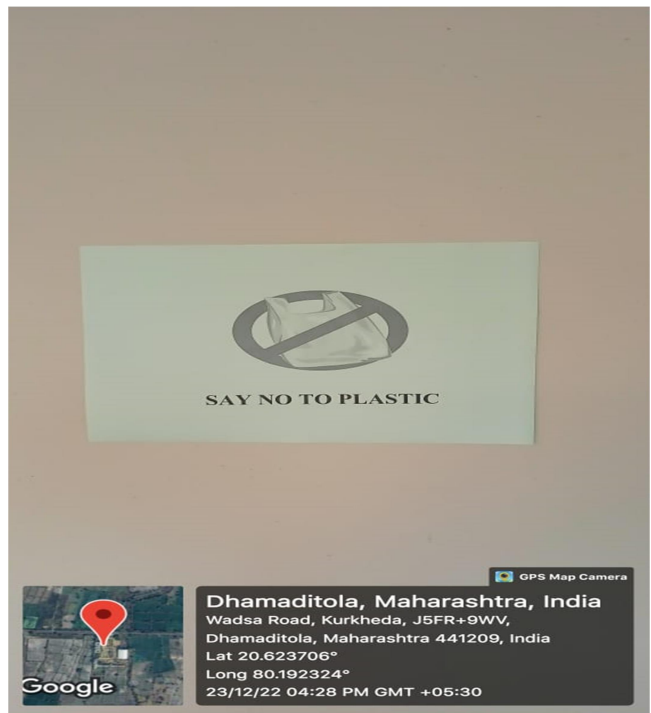 SAY NO TO PLASTIC
GPS Map Camera
Dhamaditola, Maharashtra, India
Wadsa Road, Kurkheda, J5FR+9WV,
Dhamaditola, Maharashtra 441209, India
Lat 20.623706°
Long 80.192324°
23/12/22 04:28 PM GMT +05:30
Google